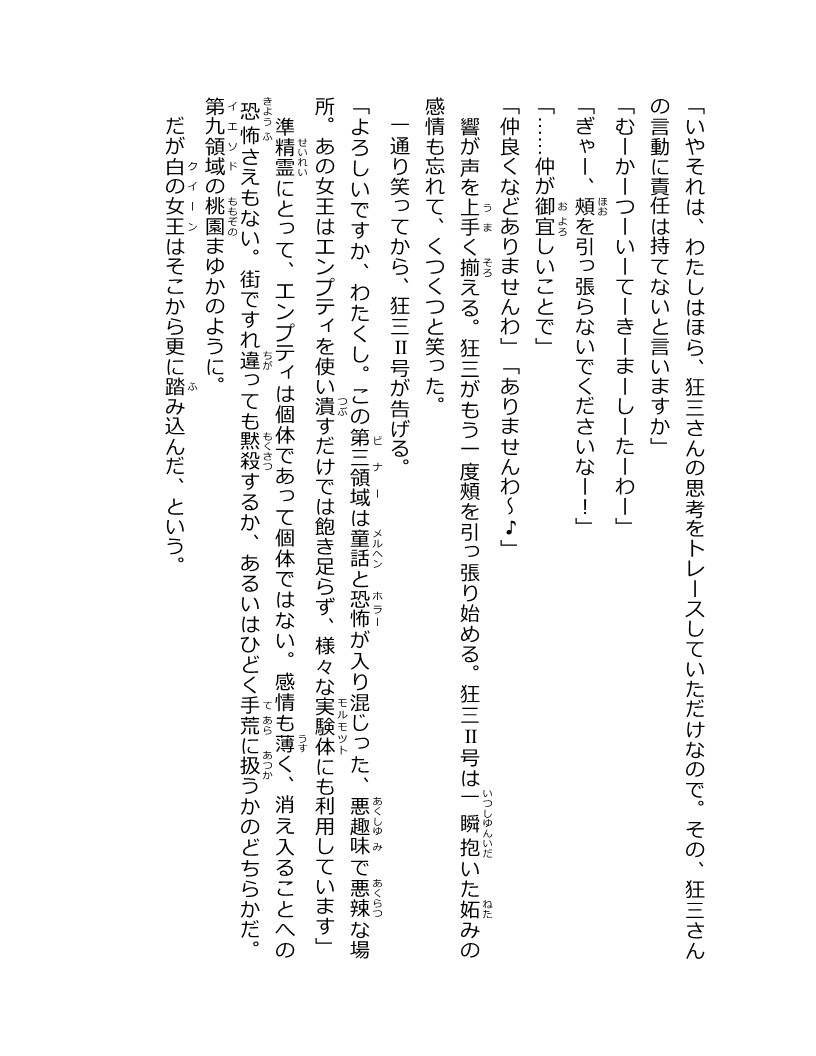 「いやそれは、わたしはほら、狂三さんの思考をトレースしていただけなので。その、狂三さん
の言動に責任は持てないと言いますか」
「むーかーつーいーてーきーまーしーたーわー」
「ぎゃー、頰を引っ張らないでくださいなー！」
「……仲が御宜しいことで」
「仲良くなどありませんわ」「ありませんわ〜♪」
　響が声を上手く揃える。狂三がもう一度頰を引っ張り始める。狂三Ⅱ号は一瞬抱いた妬みの
感情も忘れて、くつくつと笑った。
　一通り笑ってから、狂三Ⅱ号が告げる。
「よろしいですか、わたくし。この第三領域は童話と恐怖が入り混じった、悪趣味で悪辣な場
所。あの女王はエンプティを使い潰すだけでは飽き足らず、様々な実験体にも利用しています」
　準精霊にとって、エンプティは個体であって個体ではない。感情も薄く、消え入ることへの
恐怖さえもない。街ですれ違っても黙殺するか、あるいはひどく手荒に扱うかのどちらかだ。
第九領域の桃園まゆかのように。
　だが白の女王はそこから更に踏み込んだ、という。